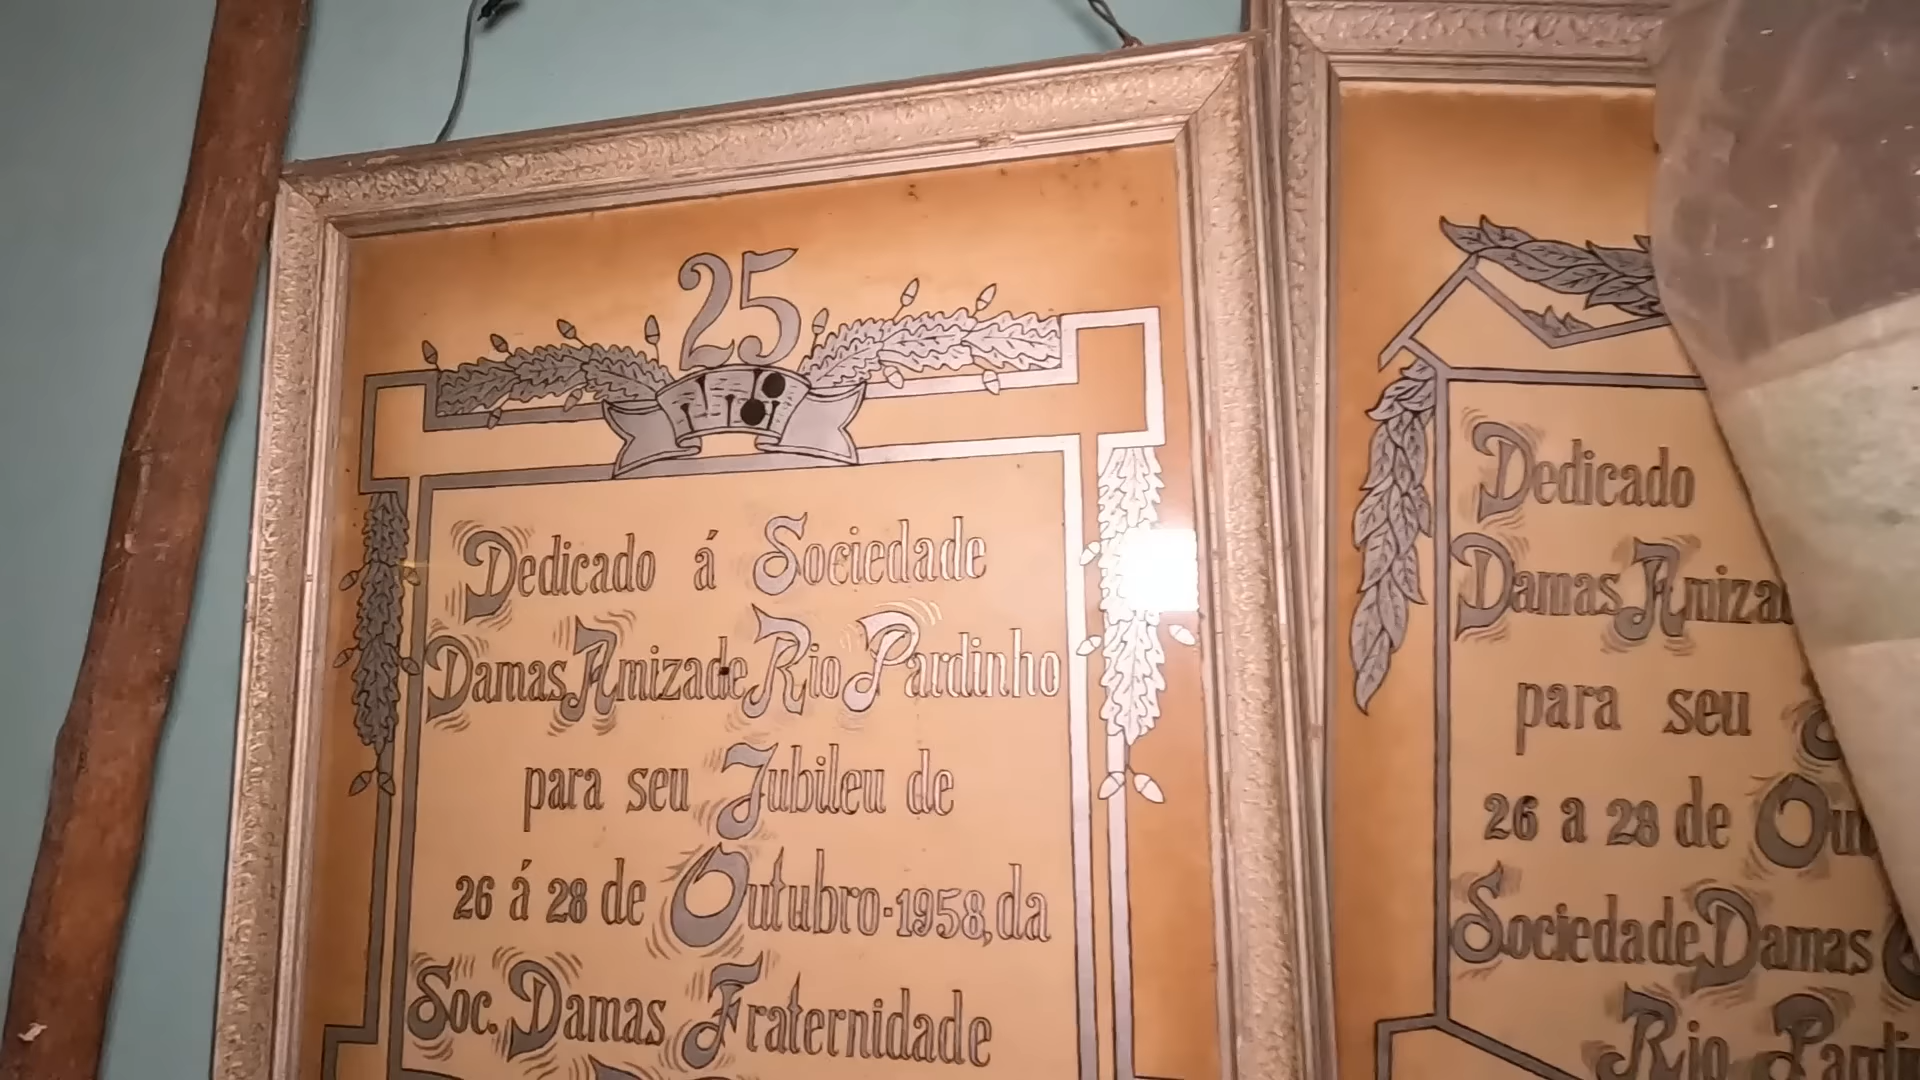 25
Dedicado á Sociedade
Damas Amizade Rio Pardinho
para seu Jubileu de
26 á 28 de Outubro-1958, da
Soc. Damas Fraternidade
Dedicado
Damas
para seu
26 a 28 de
Sociedade Damas
Rio